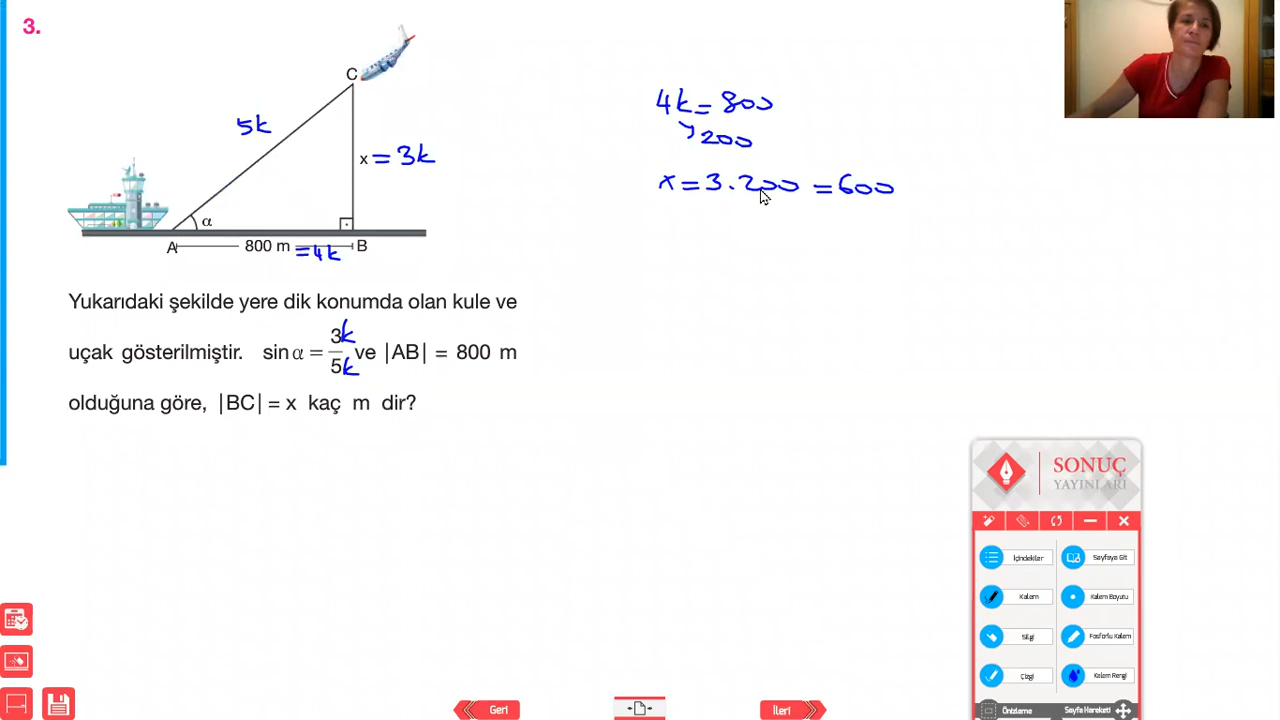 3.
C
5k
x = 3k
α
A
800 m = 4k
B
4k = 800
200
x = 3.200 = 600
Yukarıdaki şekilde yere dik konumda olan kule ve
uçak gösterilmiştir. sin α = 3k/5k ve |AB| = 800 m
olduğuna göre, |BC| = x kaç m dir?
SONUÇ
YAYINLARI
İçindekiler
Sayfaya Git
Kalem
Kalem Boyutu
Silgi
Fosforlu Kalem
Çizgi
Kalem Rengi
Önizleme
Sayfa Hareketi
Geri
İleri